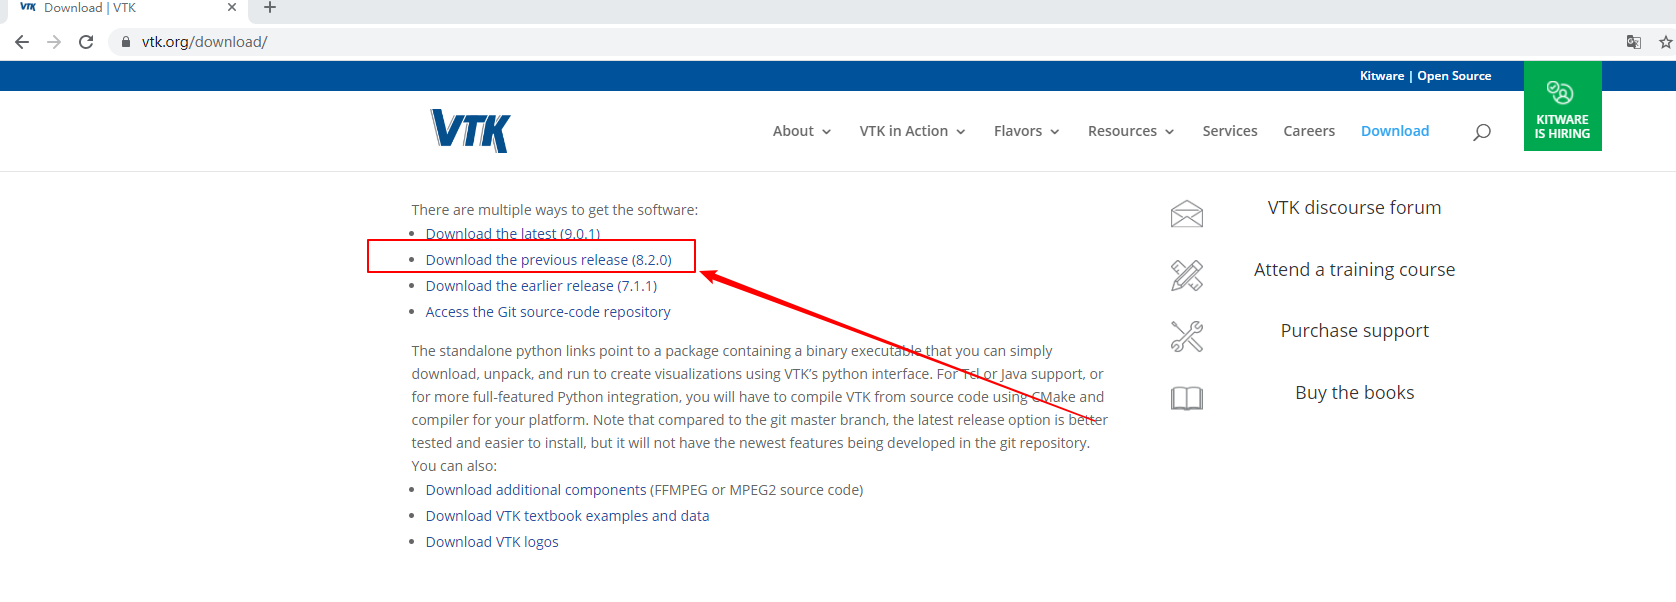 VTK Download | VTK
vtk.org/download/
Kitware | Open Source
VTK
About VTK in Action Flavors Resources Services Careers Download
KITWARE
IS HIRING
There are multiple ways to get the software:
Download the latest (9.0.1)
Download the previous release (8.2.0)
Download the earlier release (7.1.1)
Access the Git source-code repository
The standalone python links point to a package containing a binary executable that you can simply
download, unpack, and run to create visualizations using VTK’s python interface. For Tcl or Java support, or
for more full-featured Python integration, you will have to compile VTK from source code using CMake and
compiler for your platform. Note that compared to the git master branch, the latest release option is better
tested and easier to install, but it will not have the newest features being developed in the git repository.
You can also:
Download additional components (FFMPEG or MPEG2 source code)
Download VTK textbook examples and data
Download VTK logos
VTK discourse forum
Attend a training course
Purchase support
Buy the books